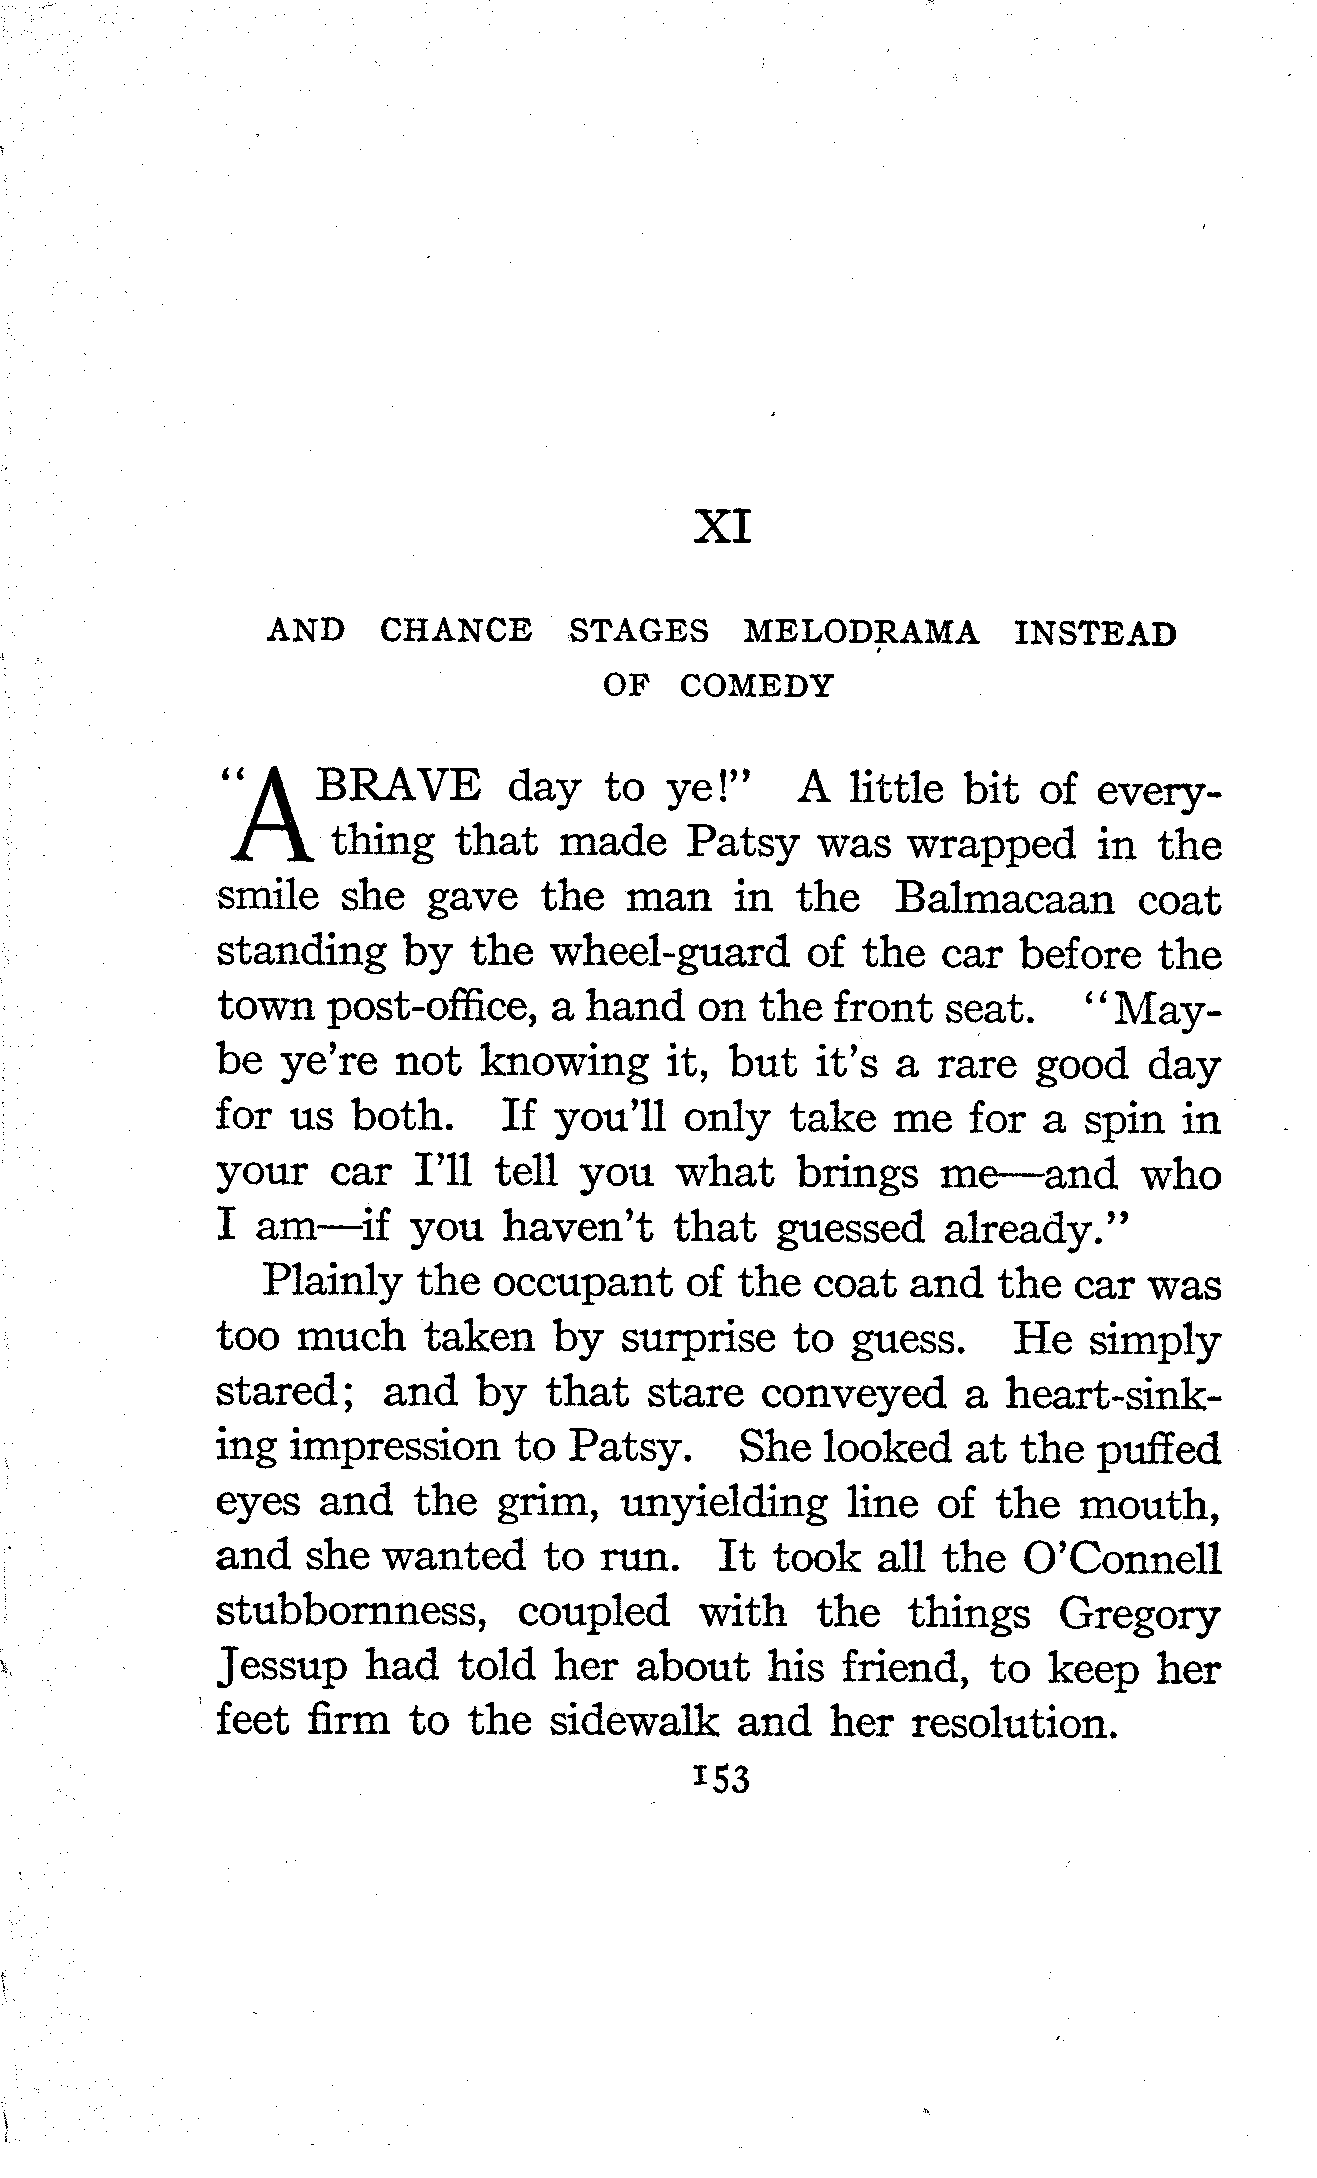 XI
AND CHANCE STAGES MELODRAMA INSTEAD
OF COMEDY
"A BRAVE day to ye!" A little bit of every-
thing that made Patsy was wrapped in the
smile she gave the man in the Balmacaan coat
standing by the wheel-guard of the car before the
town post-office, a hand on the front seat. "May-
be ye're not knowing it, but it's a rare good day
for us both. If you'll only take me for a spin in
your car I'll tell you what brings me—and who
I am—if you haven't that guessed already."
Plainly the occupant of the coat and the car was
too much taken by surprise to guess. He simply
stared; and by that stare conveyed a heart-sink-
ing impression to Patsy. She looked at the puffed
eyes and the grim, unyielding line of the mouth,
and she wanted to run. It took all the O'Connell
stubbornness, coupled with the things Gregory
Jessup had told her about his friend, to keep her
feet firm to the sidewalk and her resolution.
153